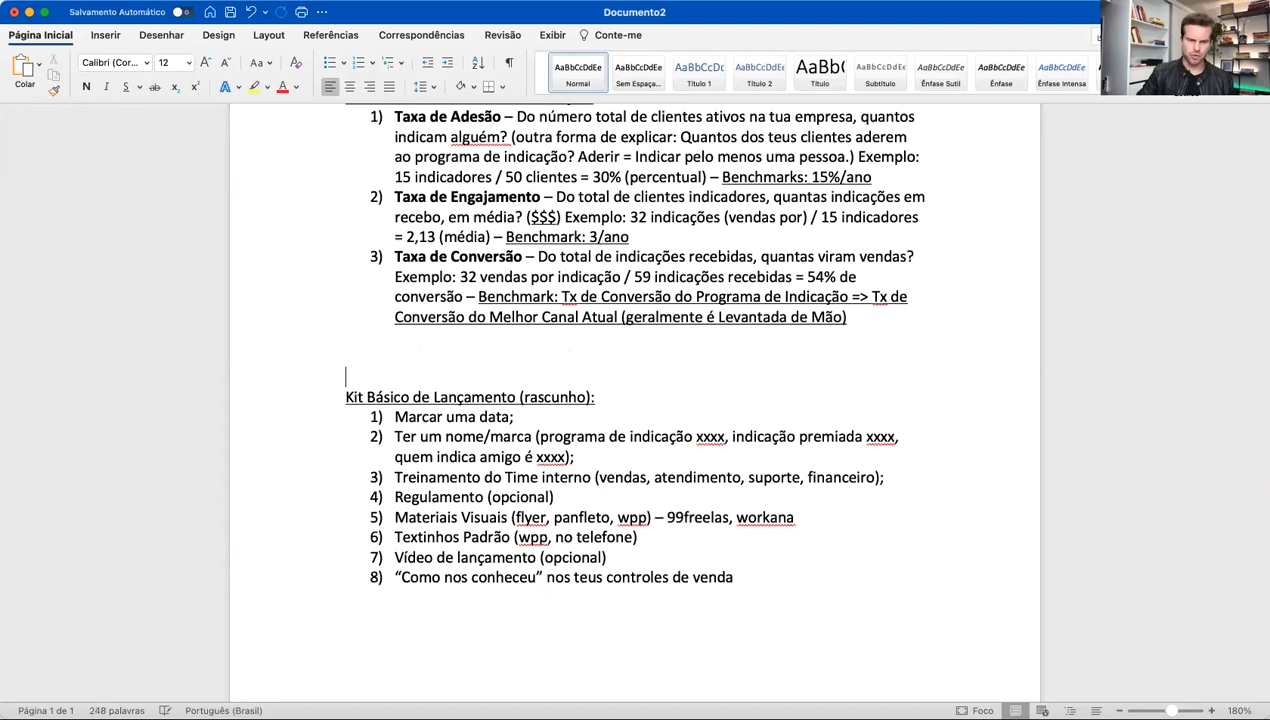 Salvamento Automático
Documento2
Página Inicial Inserir Desenhar Design Layout Referências Correspondências Revisão Exibir Conte-me
Colar
Calibri (Cor... 12
AaBbCcDdEe AaBbCcDdEe AaBbCcDc AaBbCcDdEe AaBb( AaBbCcDdEe AaBbCcDdEe AaBbCcDdEe AaBbCcDdEe
Normal Sem Espaça... Título 1 Título 2 Título Subtítulo Ênfase Sutil Ênfase Ênfase Intensa
1) Taxa de Adesão – Do número total de clientes ativos na tua empresa, quantos
indicam alguém? (outra forma de explicar: Quantos dos teus clientes aderem
ao programa de indicação? Aderir = Indicar pelo menos uma pessoa.) Exemplo:
15 indicadores / 50 clientes = 30% (percentual) – Benchmarks: 15%/ano
2) Taxa de Engajamento – Do total de clientes indicadores, quantas indicações em
recebo, em média? ($$$) Exemplo: 32 indicações (vendas por) / 15 indicadores
= 2,13 (média) – Benchmark: 3/ano
3) Taxa de Conversão – Do total de indicações recebidas, quantas viram vendas?
Exemplo: 32 vendas por indicação / 59 indicações recebidas = 54% de
conversão – Benchmark: Tx de Conversão do Programa de Indicação => Tx de
Conversão do Melhor Canal Atual (geralmente é Levantada de Mão)
Kit Básico de Lançamento (rascunho):
1) Marcar uma data;
2) Ter um nome/marca (programa de indicação xxxx, indicação premiada xxxx,
quem indica amigo é xxxx);
3) Treinamento do Time interno (vendas, atendimento, suporte, financeiro);
4) Regulamento (opcional)
5) Materiais Visuais (flyer, panfleto, wpp) – 99freelas, workana
6) Textinhos Padrão (wpp, no telefone)
7) Vídeo de lançamento (opcional)
8) “Como nos conheceu” nos teus controles de venda
Página 1 de 1 248 palavras Português (Brasil) Foco 180%